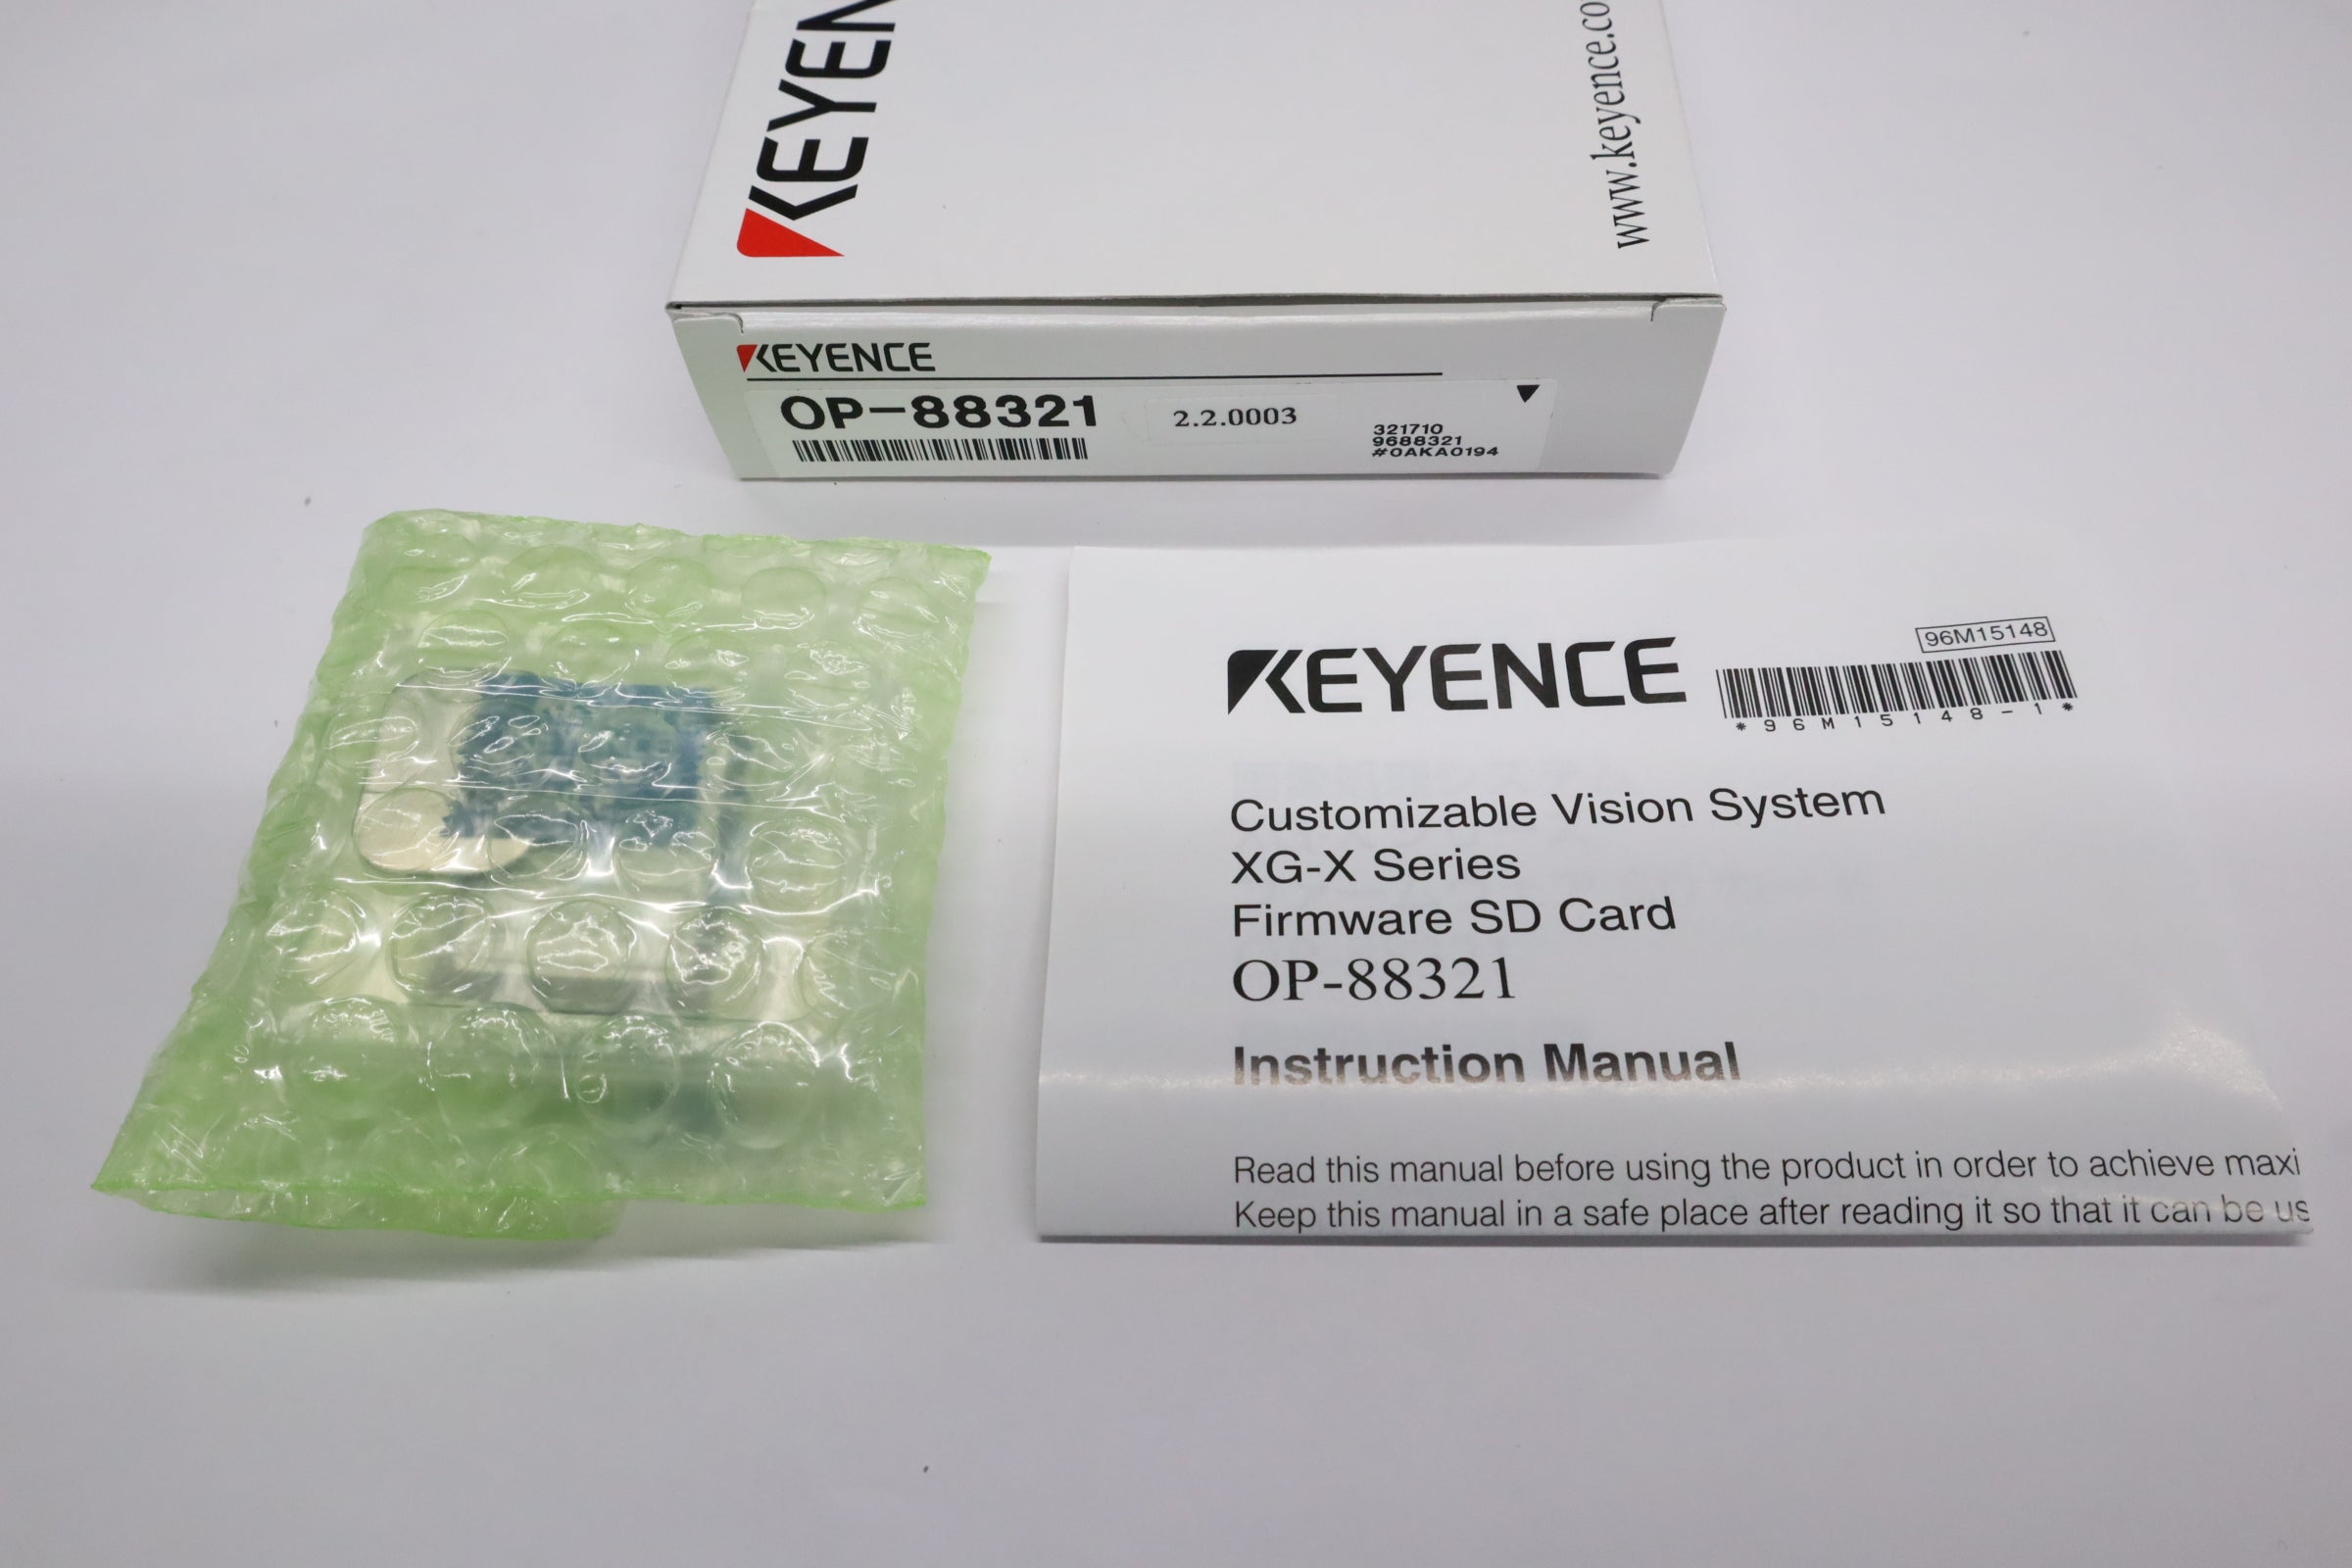 KEYEN
www.keyence.co
KEYENCE
OP-88321
2.2.0003
321710
9688321
#0AKA0194
KEYENCE
96M15148
*96M15148-1*
Customizable Vision System
XG-X Series
Firmware SD Card
OP-88321
Instruction Manual
Read this manual before using the product in order to achieve maxi
Keep this manual in a safe place after reading it so that it can be us